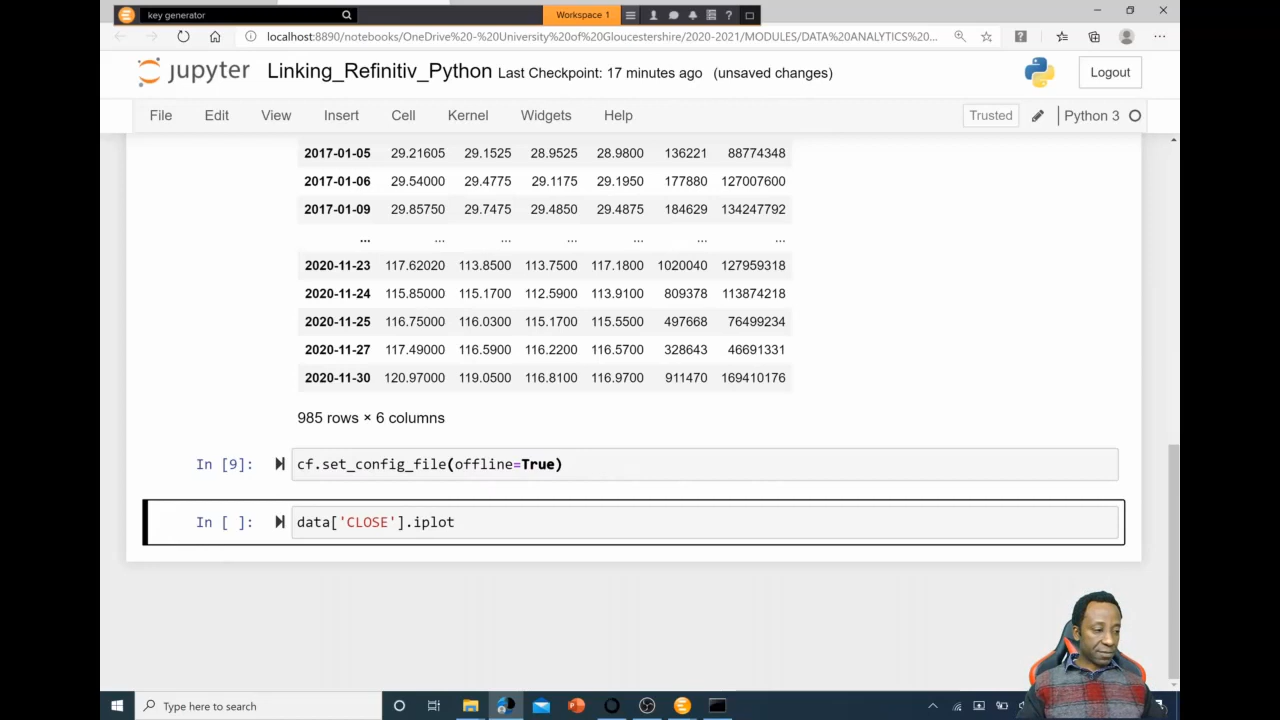 key generator
Workspace 1
localhost:8890/notebooks/OneDrive%20-%20University%20of%20Gloucestershire/2020-2021/MODULES/DATA%20ANALYTICS%20...
jupyter Linking_Refinitiv_Python Last Checkpoint: 17 minutes ago (unsaved changes) Logout
File Edit View Insert Cell Kernel Widgets Help Trusted Python 3
2017-01-05 29.21605 29.1525 28.9525 28.9800 136221 88774348
2017-01-06 29.54000 29.4775 29.1175 29.1950 177880 127007600
2017-01-09 29.85750 29.7475 29.4850 29.4875 184629 134247792
... ... ... ... ... ... ...
2020-11-23 117.62020 113.8500 113.7500 117.1800 1020040 127959318
2020-11-24 115.85000 115.1700 112.5900 113.9100 809378 113874218
2020-11-25 116.75000 116.0300 115.1700 115.5500 497668 76499234
2020-11-27 117.49000 116.5900 116.2200 116.5700 328643 46691331
2020-11-30 120.97000 119.0500 116.8100 116.9700 911470 169410176
985 rows × 6 columns
In [9]: cf.set_config_file(offline=True)
In [ ]: data['CLOSE'].iplot
Type here to search